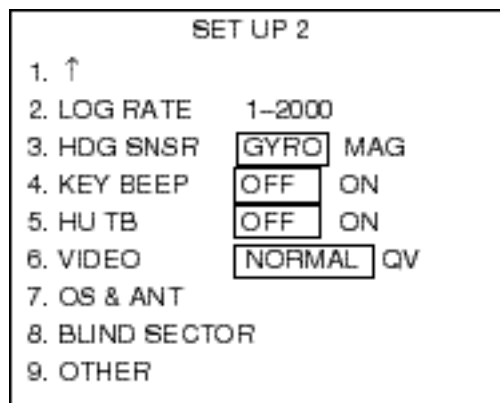 SET UP 2
1. ↑
2. LOG RATE 1–2000
3. HDG SNSR GYRO MAG
4. KEY BEEP OFF ON
5. HU TB OFF ON
6. VIDEO NORMAL QV
7. OS & ANT
8. BLIND SECTOR
9. OTHER